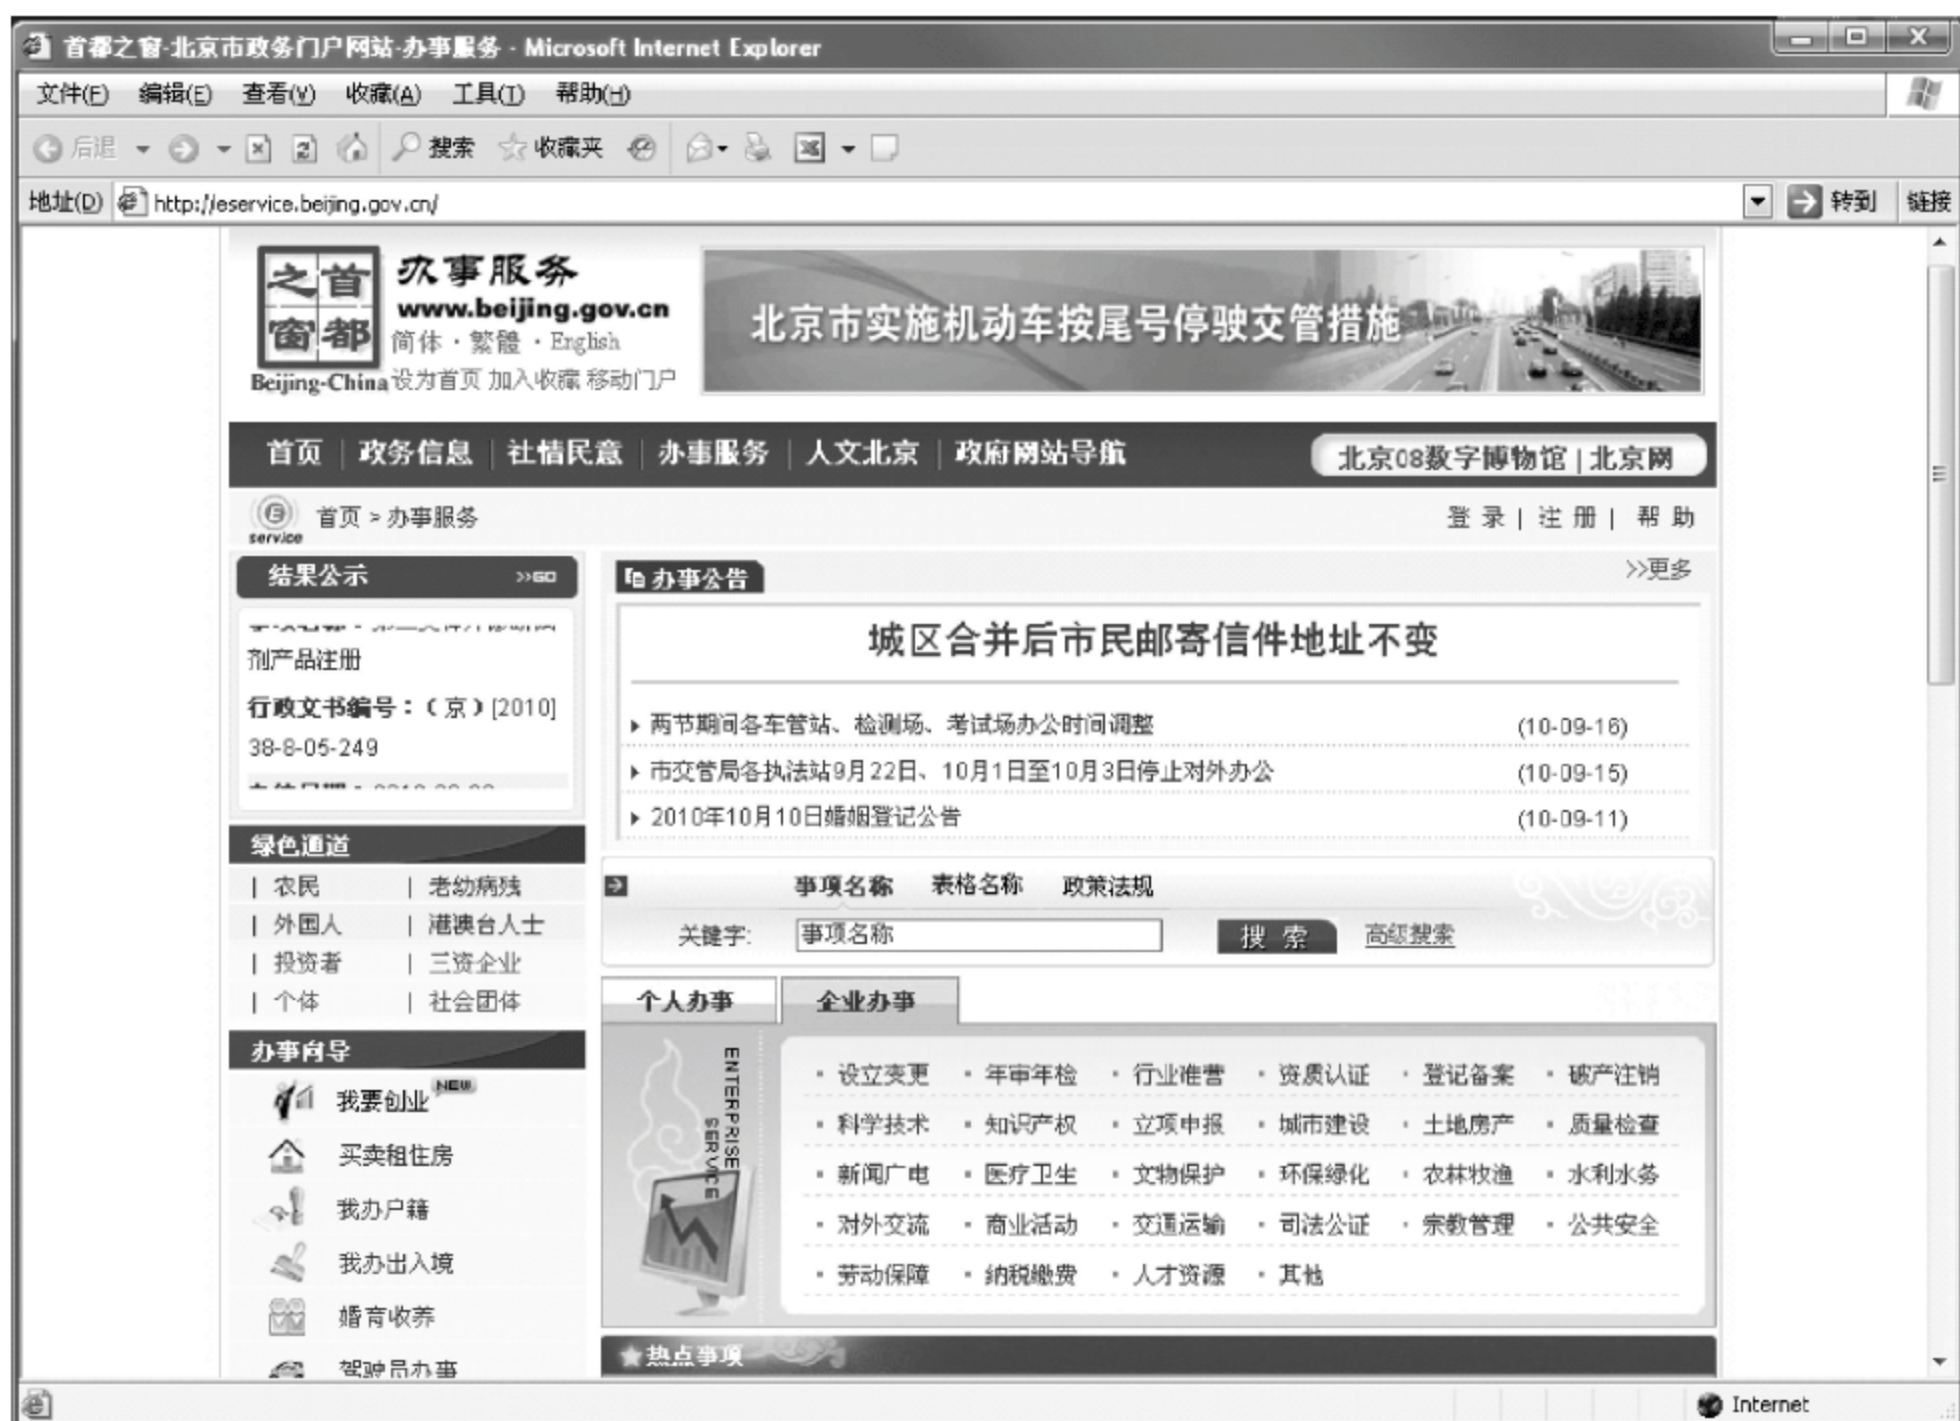 首都之窗-北京市政务门户网站-办事服务 - Microsoft Internet Explorer
文件(F) 编辑(E) 查看(V) 收藏(A) 工具(T) 帮助(H)
后退 搜索 收藏夹
地址(D) http://eservice.beijing.gov.cn/ 转到 链接
之首 窗都
Beijing-China
办事服务
www.beijing.gov.cn
简体 · 繁體 · English
设为首页 加入收藏 移动门户
北京市实施机动车按尾号停驶交管措施
首页 | 政务信息 | 社情民意 | 办事服务 | 人文北京 | 政府网站导航 北京08数字博物馆 | 北京网
service 首页 > 办事服务 登 录 | 注 册 | 帮 助
结果公示 >>GO
剂产品注册
行政文书编号：（京）[2010]
38-8-05-249
办事公告 >>更多
城区合并后市民邮寄信件地址不变
两节期间各车管站、检测场、考试场办公时间调整 (10-09-16)
市交管局各执法站9月22日、10月1日至10月3日停止对外办公 (10-09-15)
2010年10月10日婚姻登记公告 (10-09-11)
绿色通道
| 农民 | 老幼病残
| 外国人 | 港澳台人士
| 投资者 | 三资企业
| 个体 | 社会团体
事项名称 表格名称 政策法规
关键字: 事项名称 搜 索 高级搜索
办事向导
我要创业 NEW
买卖租住房
我办户籍
我办出入境
婚育收养
驾驶员办事
个人办事 企业办事
ENTERPRISE
SERVICE
· 设立变更 · 年审年检 · 行业准营 · 资质认证 · 登记备案 · 破产注销
· 科学技术 · 知识产权 · 立项申报 · 城市建设 · 土地房产 · 质量检查
· 新闻广电 · 医疗卫生 · 文物保护 · 环保绿化 · 农林牧渔 · 水利水务
· 对外交流 · 商业活动 · 交通运输 · 司法公证 · 宗教管理 · 公共安全
· 劳动保障 · 纳税缴费 · 人才资源 · 其他
★热点事项
Internet